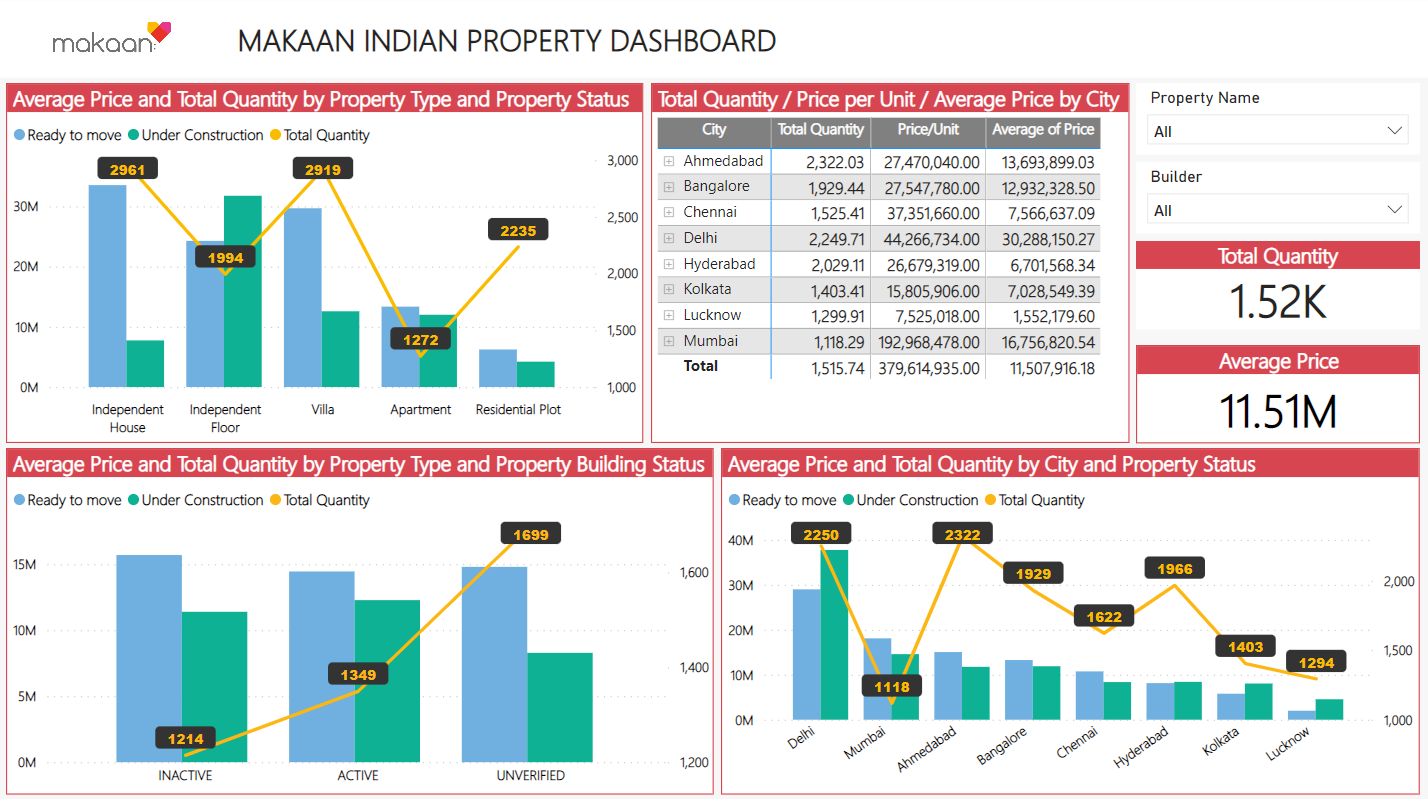 makaan
MAKAAN INDIAN PROPERTY DASHBOARD
Average Price and Total Quantity by Property Type and Property Status
Ready to move Under Construction Total Quantity
2961 1994 2919 1272 2235
30M
20M
10M
0M
3,000
2,500
2,000
1,500
1,000
Independent House
Independent Floor
Villa
Apartment
Residential Plot
Total Quantity / Price per Unit / Average Price by City
City Total Quantity Price/Unit Average of Price
Ahmedabad 2,322.03 27,470,040.00 13,693,899.03
Bangalore 1,929.44 27,547,780.00 12,932,328.50
Chennai 1,525.41 37,351,660.00 7,566,637.09
Delhi 2,249.71 44,266,734.00 30,288,150.27
Hyderabad 2,029.11 26,679,319.00 6,701,568.34
Kolkata 1,403.41 15,805,906.00 7,028,549.39
Lucknow 1,299.91 7,525,018.00 1,552,179.60
Mumbai 1,118.29 192,968,478.00 16,756,820.54
Total 1,515.74 379,614,935.00 11,507,916.18
Property Name
All
Builder
All
Total Quantity
1.52K
Average Price
11.51M
Average Price and Total Quantity by Property Type and Property Building Status
Ready to move Under Construction Total Quantity
1214 1349 1699
15M
10M
5M
0M
1,600
1,400
1,200
INACTIVE ACTIVE UNVERIFIED
Average Price and Total Quantity by City and Property Status
Ready to move Under Construction Total Quantity
2250 1118 2322 1929 1622 1966 1403 1294
40M
30M
20M
10M
0M
2,000
1,500
1,000
Delhi Mumbai Ahmedabad Bangalore Chennai Hyderabad Kolkata Lucknow